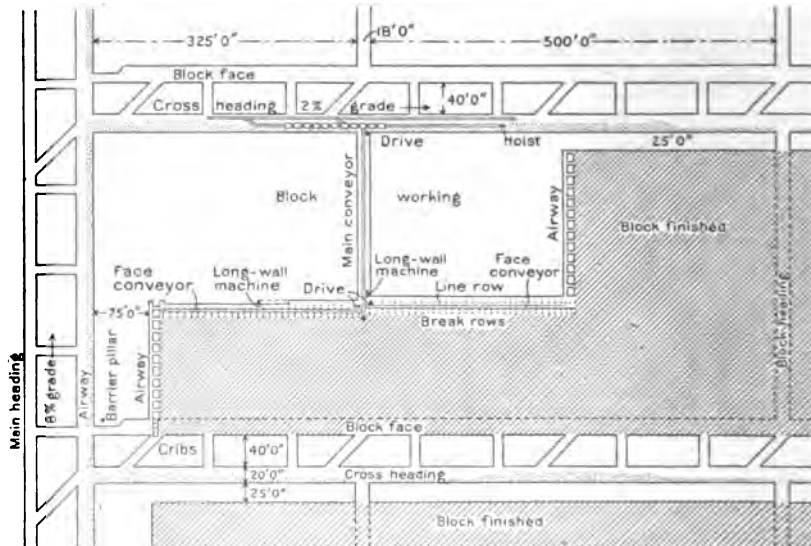 325'0"
18'0"
500'0"
Block face
Cross heading 2% grade
40'0"
Drive
Hoist
25'0"
Block working
Main conveyor
Airway
Block finished
Face conveyor
Long-wall machine
Drive
Long-wall machine
Face conveyor
Line row
75'0"
Break rows
Block heading
Main heading
8% grade
Airway
Barrier pillar
Airway
Block face
Cribs
40'0"
20'0"
Cross heading
25'0"
Block finished